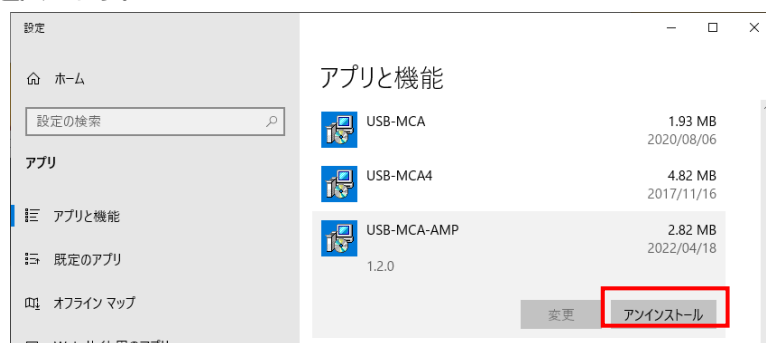 設定
ホーム
設定の検索
アプリ
アプリと機能
既定のアプリ
オフライン マップ
アプリと機能
USB-MCA
1.93 MB
2020/08/06
USB-MCA4
4.82 MB
2017/11/16
USB-MCA-AMP
2.82 MB
2022/04/18
1.2.0
変更
アンインストール